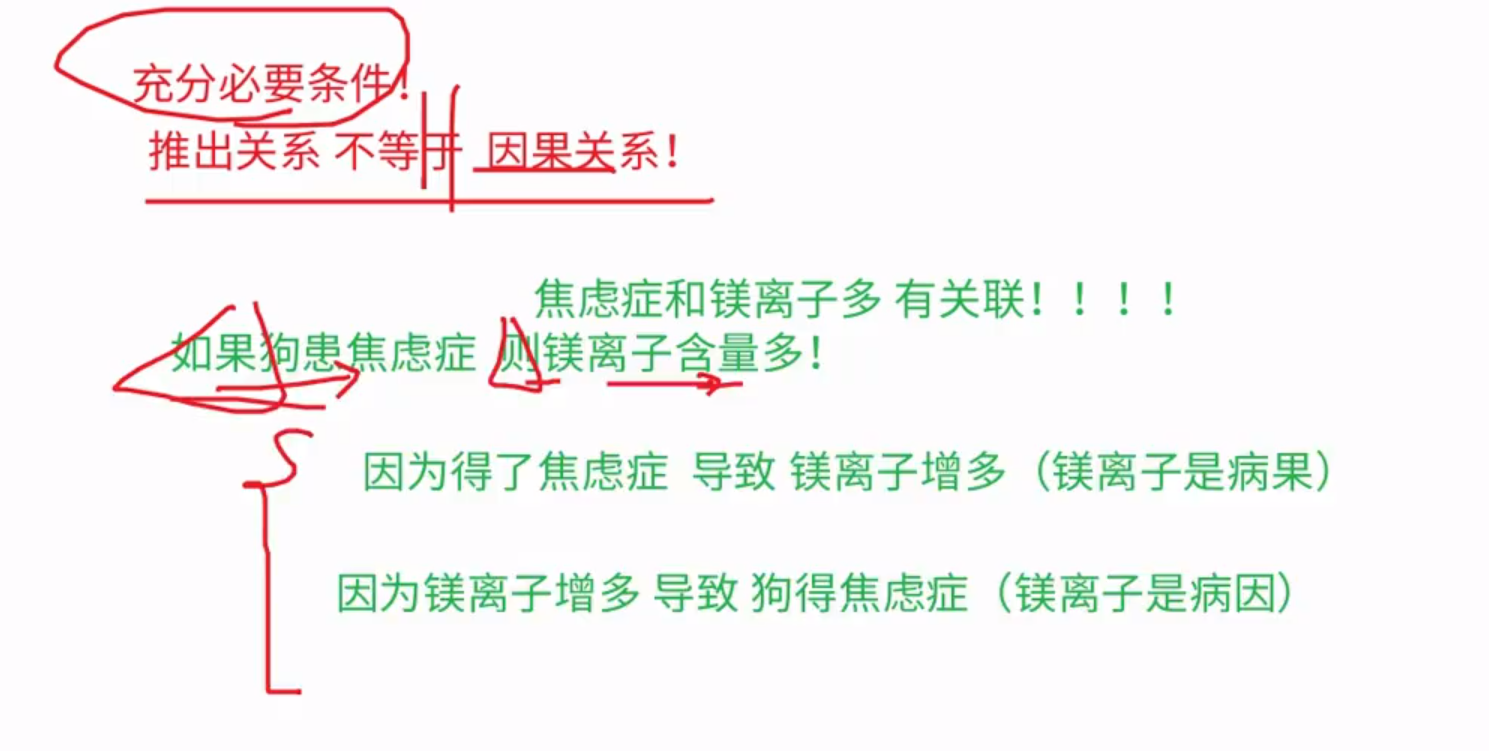 充分必要条件！
推出关系 不等于 因果关系！
焦虑症和镁离子多 有关联！！！！
如果狗患焦虑症 则镁离子含量多！
因为得了焦虑症 导致 镁离子增多（镁离子是病果）
因为镁离子增多 导致 狗得焦虑症（镁离子是病因）